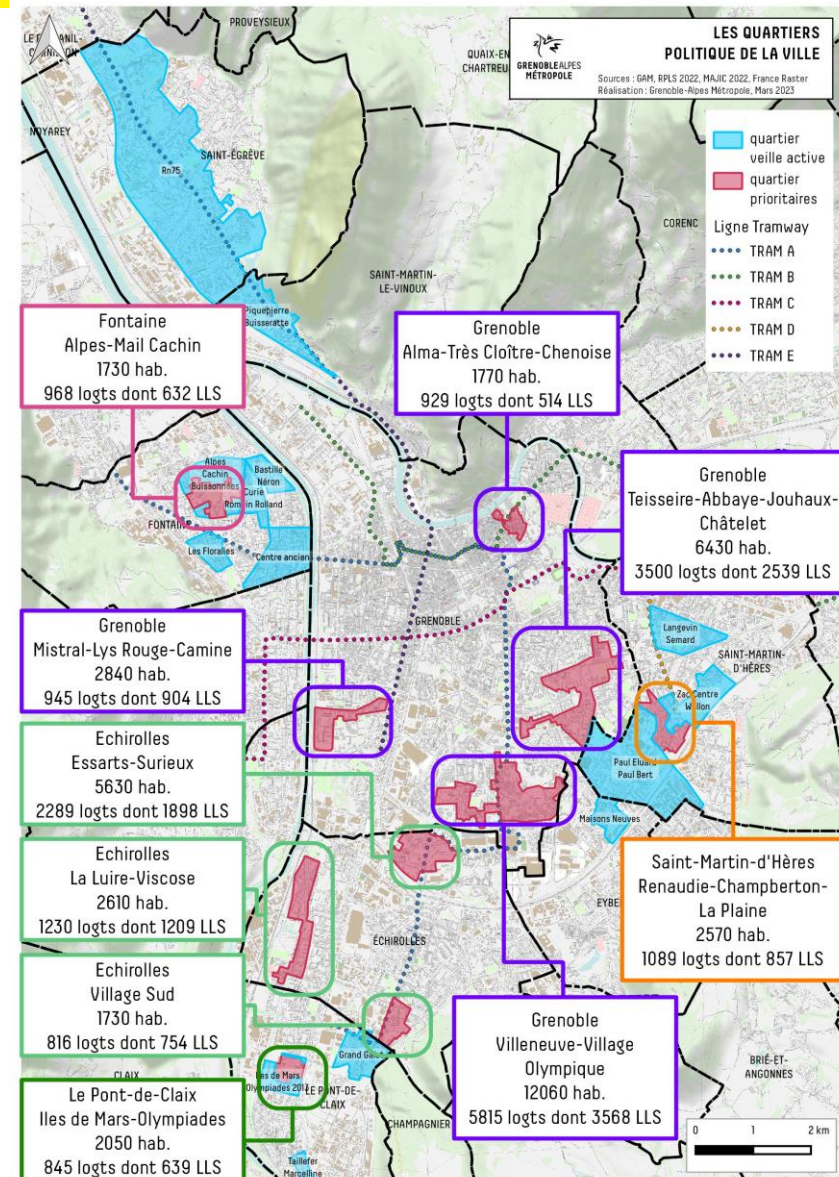 LES QUARTIERS
POLITIQUE DE LA VILLE
GRENOBLEALPES
MÉTROPOLE
Sources : GAM, RPLS 2022, MAJIC 2022, France Raster
Réalisation : Grenoble-Alpes Métropole, Mars 2023
quartier
veille active
quartier
prioritaires
Ligne Tramway
TRAM A
TRAM B
TRAM C
TRAM D
TRAM E
PROVEYSIEUX
NOYAREY
SAINT-ÉGRÈVE
Rn75
CORENC
SAINT-MARTIN-
LE-VINOUX
Piquepierre
Buisseratte
Fontaine
Alpes-Mail Cachin
1730 hab.
968 logts dont 632 LLS
Grenoble
Alma-Très Cloître-Chenoise
1770 hab.
929 logts dont 514 LLS
Grenoble
Teisseire-Abbaye-Jouhaux-
Châtelet
6430 hab.
3500 logts dont 2539 LLS
Alpes
Cachin
Buissonnées
Bastille
Néron
Curie
Romain Rolland
FONTAINE
Les Floralies
Centre ancien
GRENOBLE
Langevin
Semard
SAINT-MARTIN-
D'HÈRES
Zac Centre
Wallon
Paul Eluard
Paul Bert
Maisons Neuves
Grenoble
Mistral-Lys Rouge-Camine
2840 hab.
945 logts dont 904 LLS
Echirolles
Essarts-Surieux
5630 hab.
2289 logts dont 1898 LLS
Echirolles
La Luire-Viscose
2610 hab.
1230 logts dont 1209 LLS
Saint-Martin-d'Hères
Renaudie-Champberton-
La Plaine
2570 hab.
1089 logts dont 857 LLS
ÉCHIROLLES
Echirolles
Village Sud
1730 hab.
816 logts dont 754 LLS
Grenoble
Villeneuve-Village
Olympique
12060 hab.
5815 logts dont 3568 LLS
Iles de Mars
Olympiades
LE PONT-DE-
CLAIX
Le Pont-de-Claix
Iles de Mars-Olympiades
2050 hab.
845 logts dont 639 LLS
CHAMPAGNIER
BRIÉ-ET-
ANGONNES
Taillefer
Marcelline
0 1 2 km